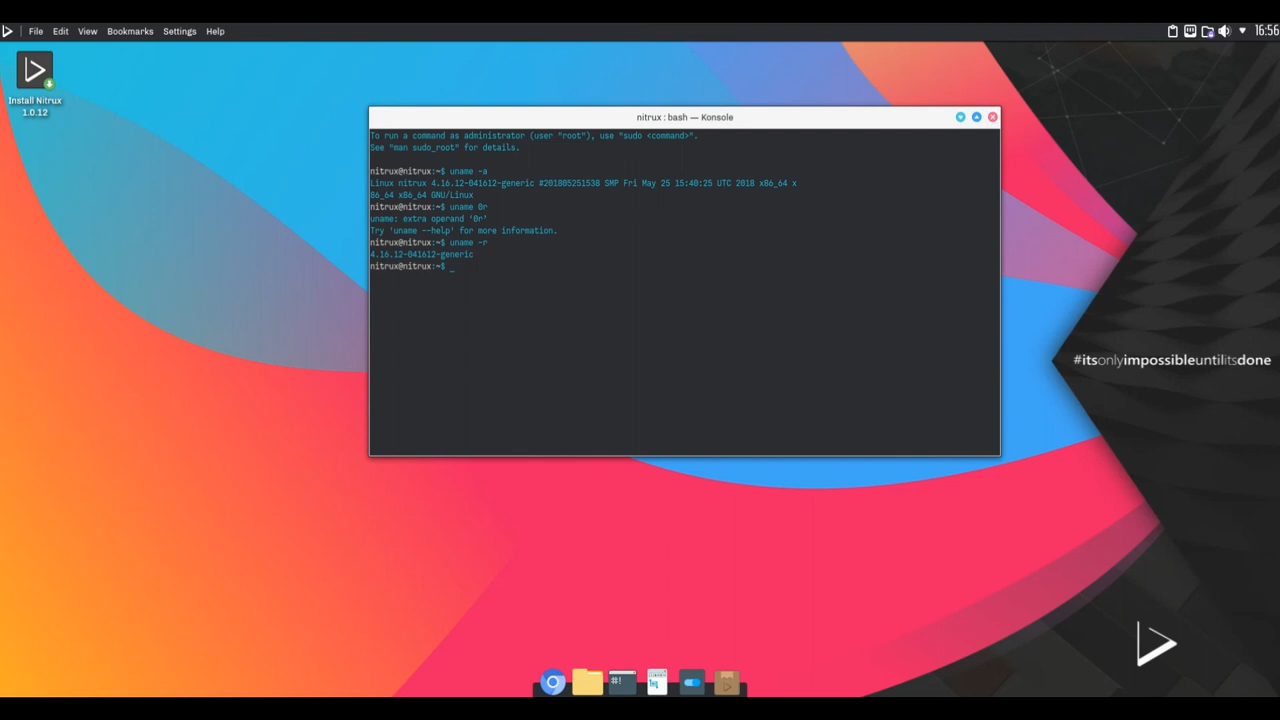 File Edit View Bookmarks Settings Help
16:56
Install Nitrux
1.0.12
nitrux : bash — Konsole
To run a command as administrator (user "root"), use "sudo <command>".
See "man sudo_root" for details.
nitrux@nitrux:~$ uname -a
Linux nitrux 4.16.12-041612-generic #201805251538 SMP Fri May 25 15:40:25 UTC 2018 x86_64 x
86_64 x86_64 GNU/Linux
nitrux@nitrux:~$ uname 0r
uname: extra operand '0r'
Try 'uname --help' for more information.
nitrux@nitrux:~$ uname -r
4.16.12-041612-generic
nitrux@nitrux:~$ _
#itsonlyimpossibleuntilitsdone
#!